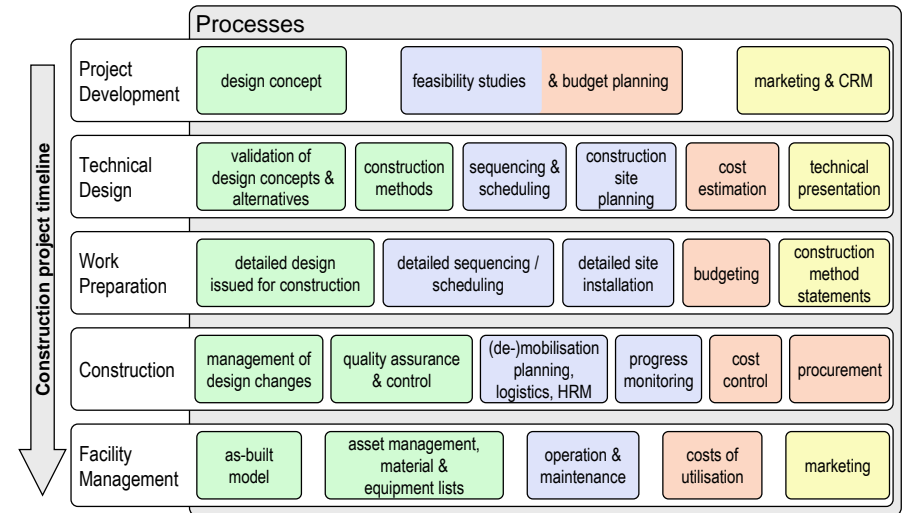 Processes
Construction project timeline
Project
Development
design concept
feasibility studies
& budget planning
marketing & CRM
Technical
Design
validation of
design concepts &
alternatives
construction
methods
sequencing &
scheduling
construction
site
planning
cost
estimation
technical
presentation
Work
Preparation
detailed design
issued for construction
detailed sequencing /
scheduling
detailed site
installation
budgeting
construction
method
statements
Construction
management of
design changes
quality assurance
& control
(de-)mobilisation
planning,
logistics, HRM
progress
monitoring
cost
control
procurement
Facility
Management
as-built
model
asset management,
material &
equipment lists
operation &
maintenance
costs of
utilisation
marketing